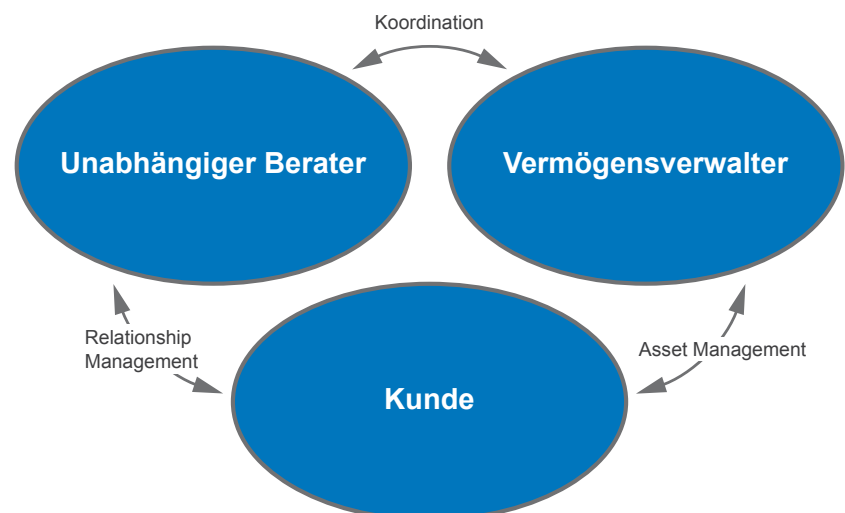 Koordination
Unabhängiger Berater
Vermögensverwalter
Relationship
Management
Asset Management
Kunde